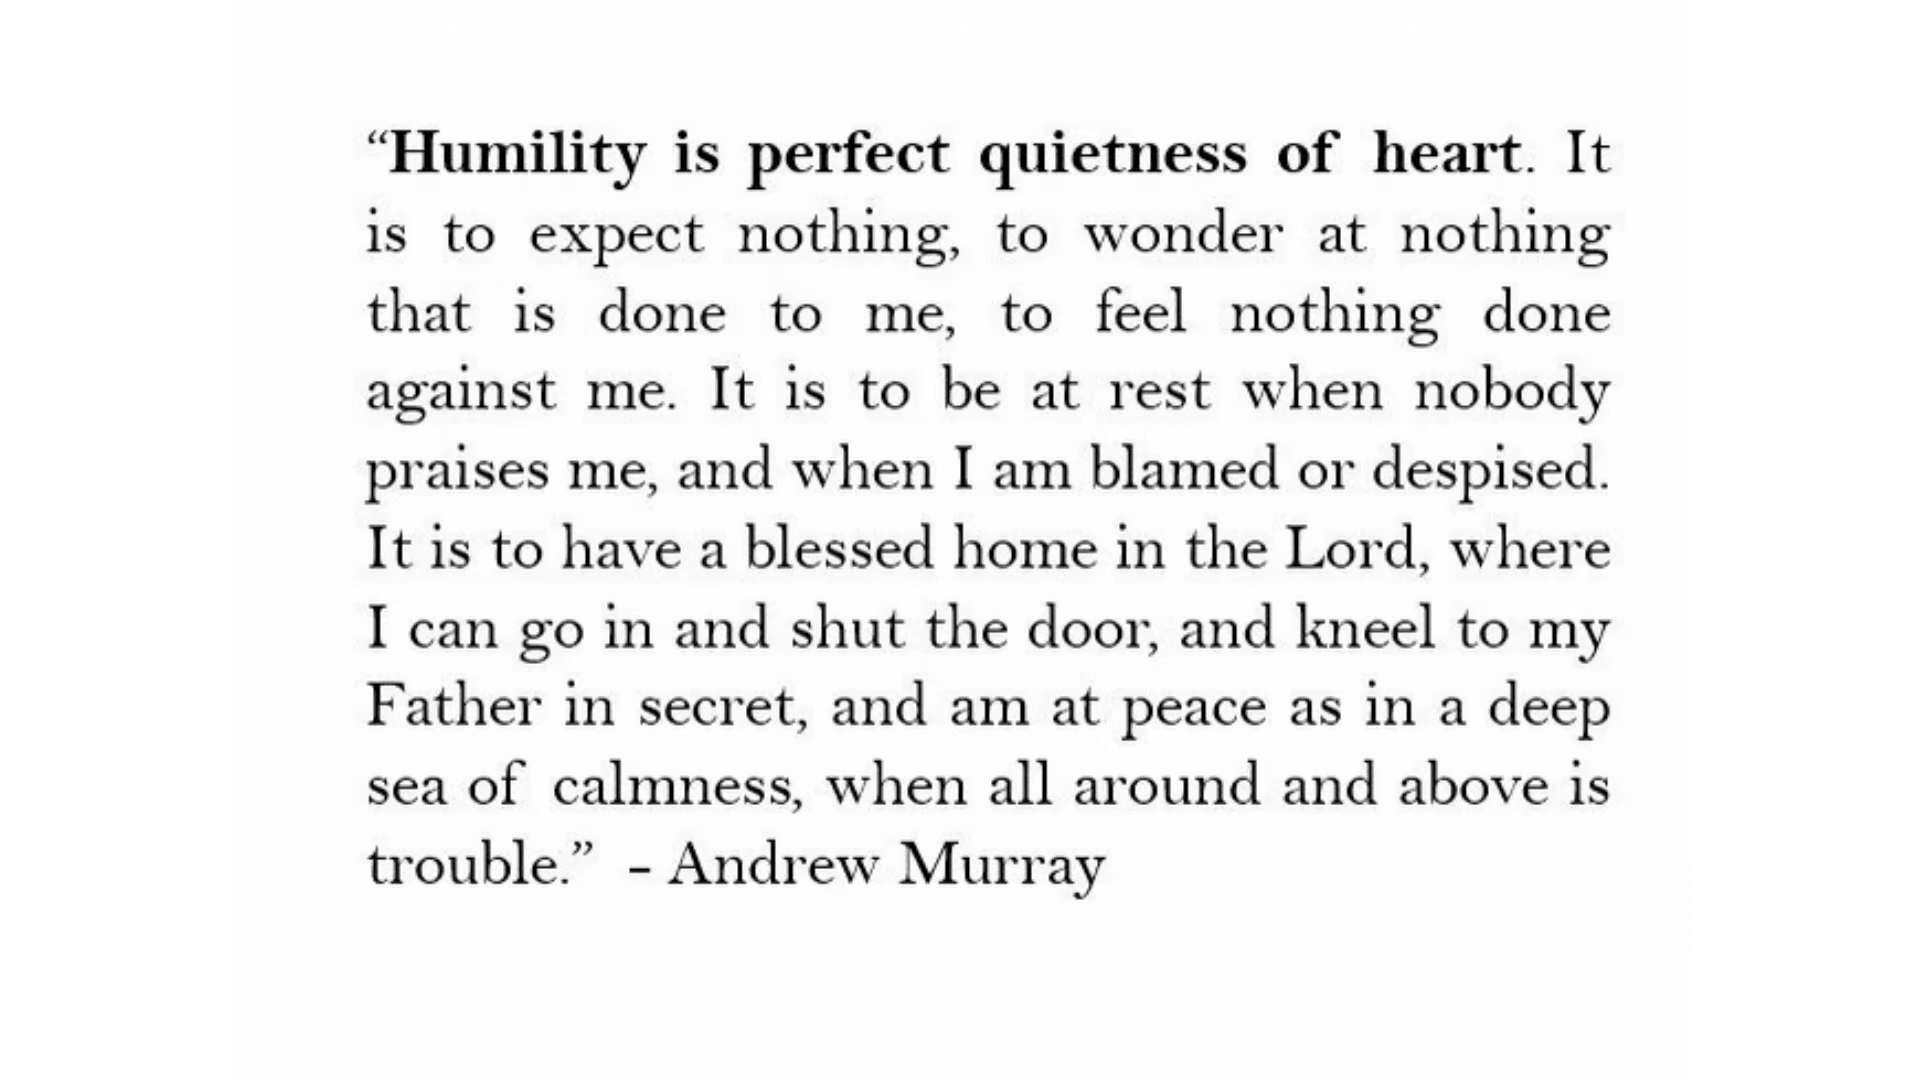 “Humility is perfect quietness of heart. It
is to expect nothing, to wonder at nothing
that is done to me, to feel nothing done
against me. It is to be at rest when nobody
praises me, and when I am blamed or despised.
It is to have a blessed home in the Lord, where
I can go in and shut the door, and kneel to my
Father in secret, and am at peace as in a deep
sea of calmness, when all around and above is
trouble.” - Andrew Murray